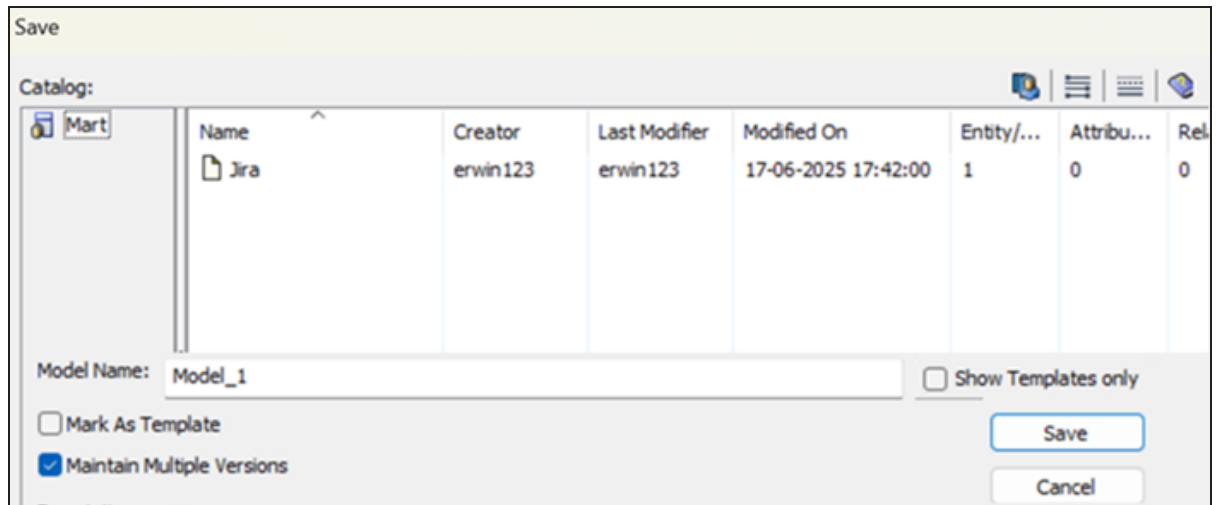 Save
Catalog:
Mart
Name Creator Last Modifier Modified On Entity/... Attribu... Rel
Jira erwin123 erwin123 17-06-2025 17:42:00 1 0 0
Model Name: Model_1 Show Templates only
Mark As Template
Save
Maintain Multiple Versions
Cancel